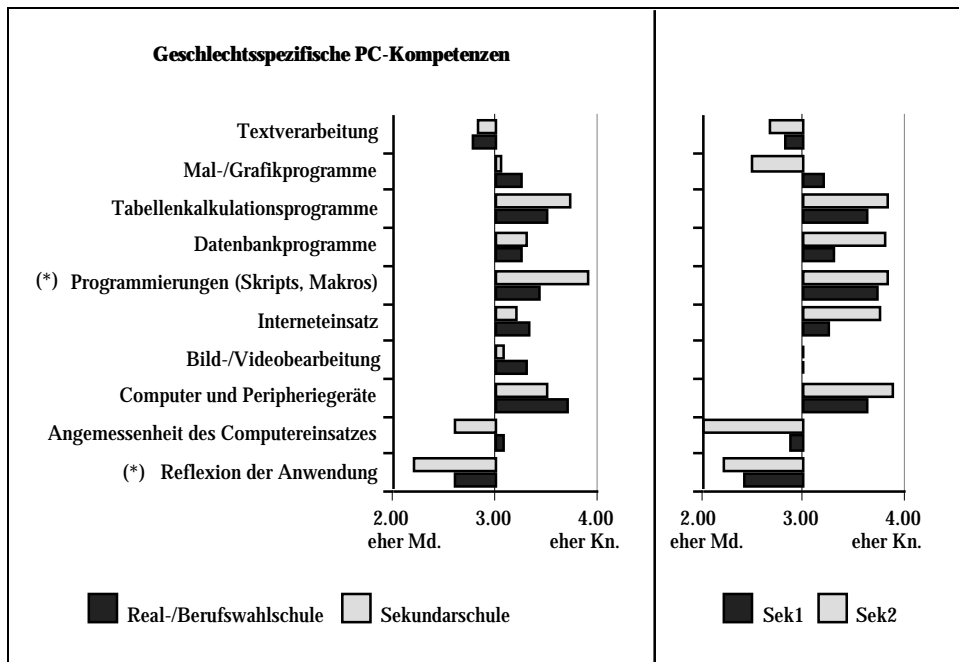 Geschlechtsspezifische PC-Kompetenzen
Textverarbeitung
Mal-/Grafikprogramme
Tabellenkalkulationsprogramme
Datenbankprogramme
(*) Programmierungen (Skripts, Makros)
Interneteinsatz
Bild-/Videobearbeitung
Computer und Peripheriegeräte
Angemessenheit des Computereinsatzes
(*) Reflexion der Anwendung
2.00 3.00 4.00
eher Md. eher Kn.
2.00 3.00 4.00
eher Md. eher Kn.
Real-/Berufswahlschule Sekundarschule
Sek1 Sek2